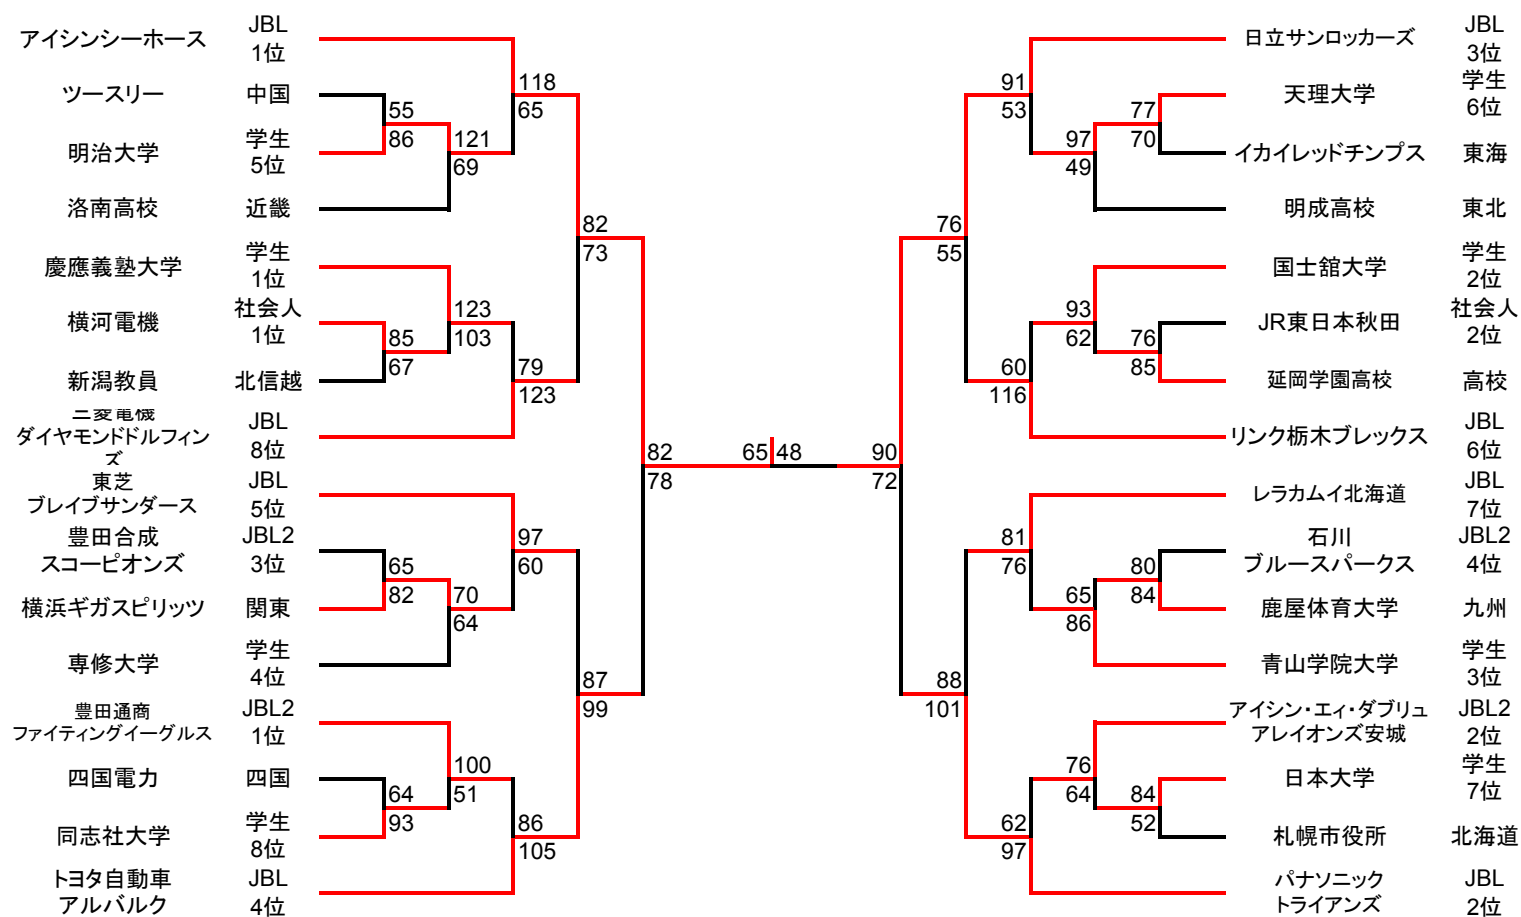 アイシンシーホース
JBL
1位
118
65
ツースリー
中国
55
86
明治大学
学生
5位
121
69
洛南高校
近畿
82
73
慶應義塾大学
学生
1位
123
103
横河電機
社会人
1位
85
67
新潟教員
北信越
79
123
三菱電機
ダイヤモンドドルフィン
ズ
JBL
8位
82
78
東芝
ブレイブサンダース
JBL
5位
97
60
豊田合成
スコーピオンズ
JBL2
3位
65
82
横浜ギガスピリッツ
関東
70
64
専修大学
学生
4位
87
99
豊田通商
ファイティングイーグルス
JBL2
1位
100
51
四国電力
四国
64
93
同志社大学
学生
8位
86
105
トヨタ自動車
アルバルク
JBL
4位
65
48
90
72
日立サンロッカーズ
JBL
3位
91
53
天理大学
学生
6位
77
70
イカイレッドチンプス
東海
97
49
明成高校
東北
76
55
国士舘大学
学生
2位
93
62
JR東日本秋田
社会人
2位
76
85
延岡学園高校
高校
60
116
リンク栃木ブレックス
JBL
6位
レラカムイ北海道
JBL
7位
81
76
石川
ブルースパークス
JBL2
4位
80
84
鹿屋体育大学
九州
65
86
青山学院大学
学生
3位
88
101
アイシン・エィ・ダブリュ
アレイオンズ安城
JBL2
2位
76
64
日本大学
学生
7位
84
52
札幌市役所
北海道
62
97
パナソニック
トライアンズ
JBL
2位